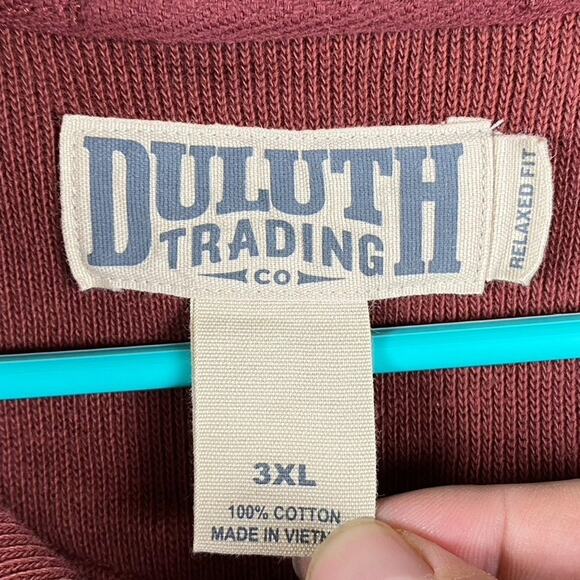 DULUTH
TRADING
CO
RELAXED FIT
3XL
100% COTTON
MADE IN